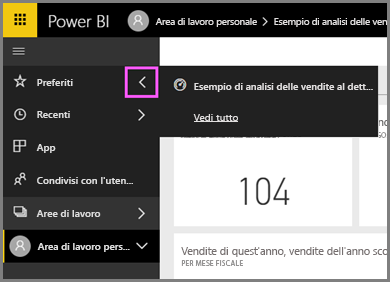 Power BI
Area di lavoro personale > Esempio di analisi delle ven
Preferiti
Esempio di analisi delle vendite al dett...
Recenti
Vedi tutto
App
Condivisi con l'uten...
104
Aree di lavoro
Area di lavoro pers...
Vendite di quest'anno, vendite dell'anno sco
PER MESE FISCALE